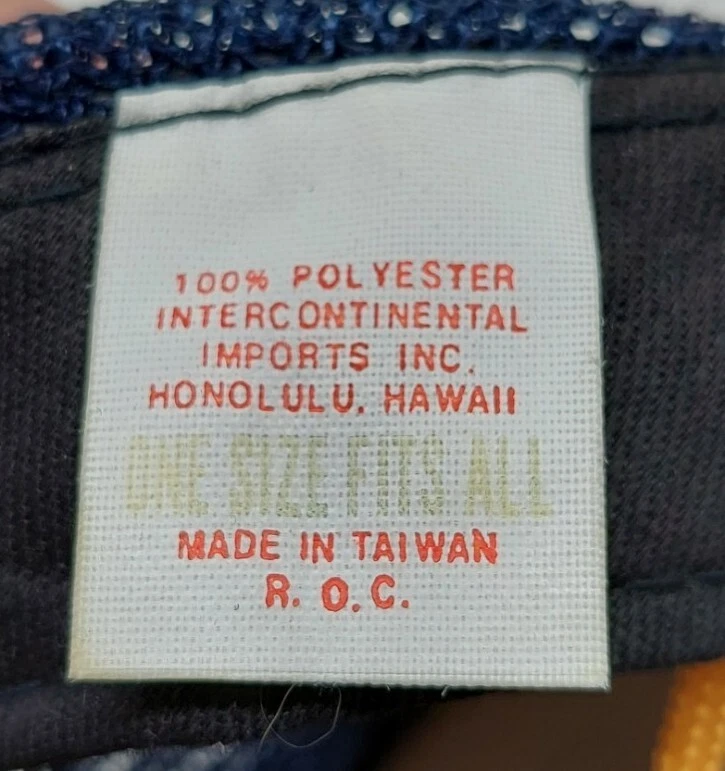 100% POLYESTER
INTERCONTINENTAL
IMPORTS INC.
HONOLULU, HAWAII
ONE SIZE FITS ALL
MADE IN TAIWAN
R. O. C.